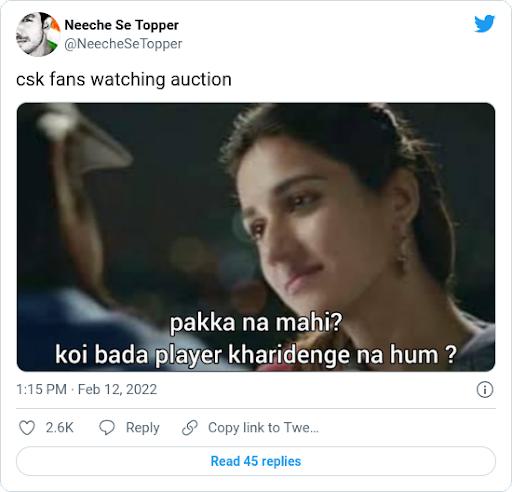 Neeche Se Topper
@NeecheSeTopper
csk fans watching auction
pakka na mahi?
koi bada player kharidenge na hum ?
1:15 PM · Feb 12, 2022
2.6K Reply Copy link to Twe...
Read 45 replies